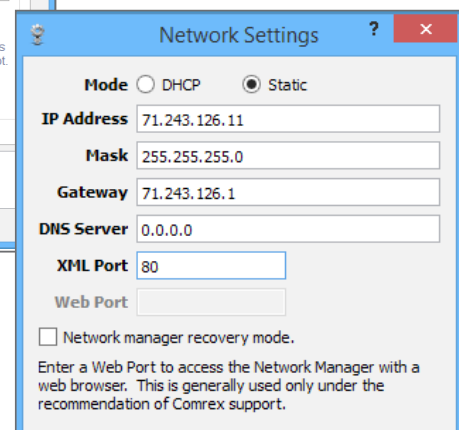 s
t.
Network Settings ? ×
Mode DHCP Static
IP Address 71.243.126.11
Mask 255.255.255.0
Gateway 71.243.126.1
DNS Server 0.0.0.0
XML Port 80
Web Port
Network manager recovery mode.
Enter a Web Port to access the Network Manager with a
web browser. This is generally used only under the
recommendation of Comrex support.